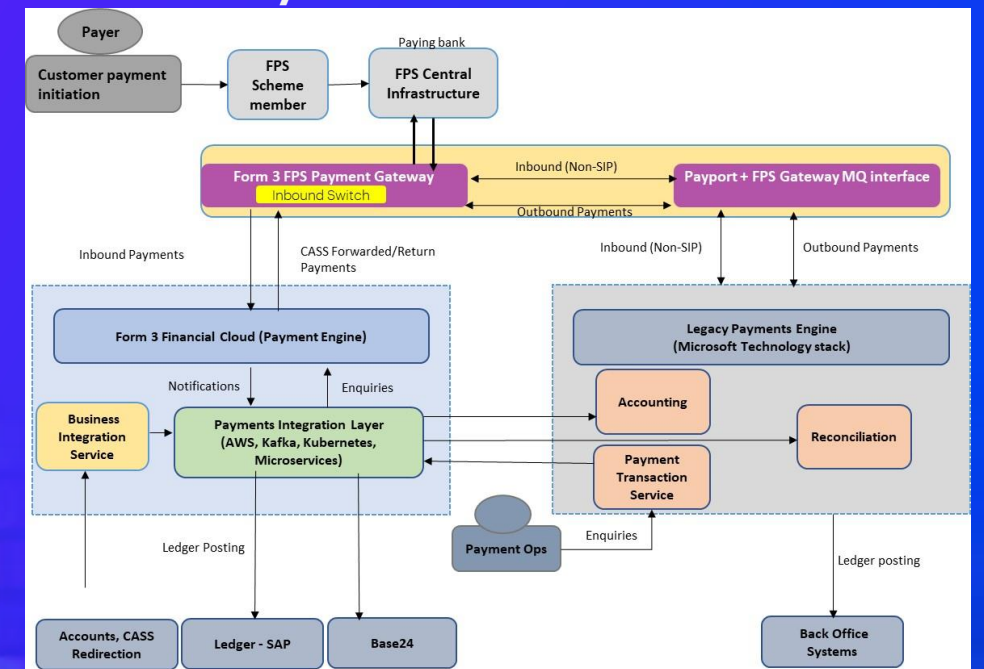 Payer
Customer payment
initiation
FPS
Scheme
member
Paying bank
FPS Central
Infrastructure
Form 3 FPS Payment Gateway
Inbound Switch
Inbound (Non-SIP)
Outbound Payments
Payport + FPS Gateway MQ interface
Inbound Payments
CASS Forwarded/Return
Payments
Inbound (Non-SIP)
Outbound Payments
Form 3 Financial Cloud (Payment Engine)
Legacy Payments Engine
(Microsoft Technology stack)
Notifications
Enquiries
Business
Integration
Service
Payments Integration Layer
(AWS, Kafka, Kubernetes,
Microservices)
Accounting
Reconciliation
Payment
Transaction
Service
Payment Ops
Enquiries
Ledger Posting
Ledger posting
Accounts, CASS
Redirection
Ledger - SAP
Base24
Back Office
Systems